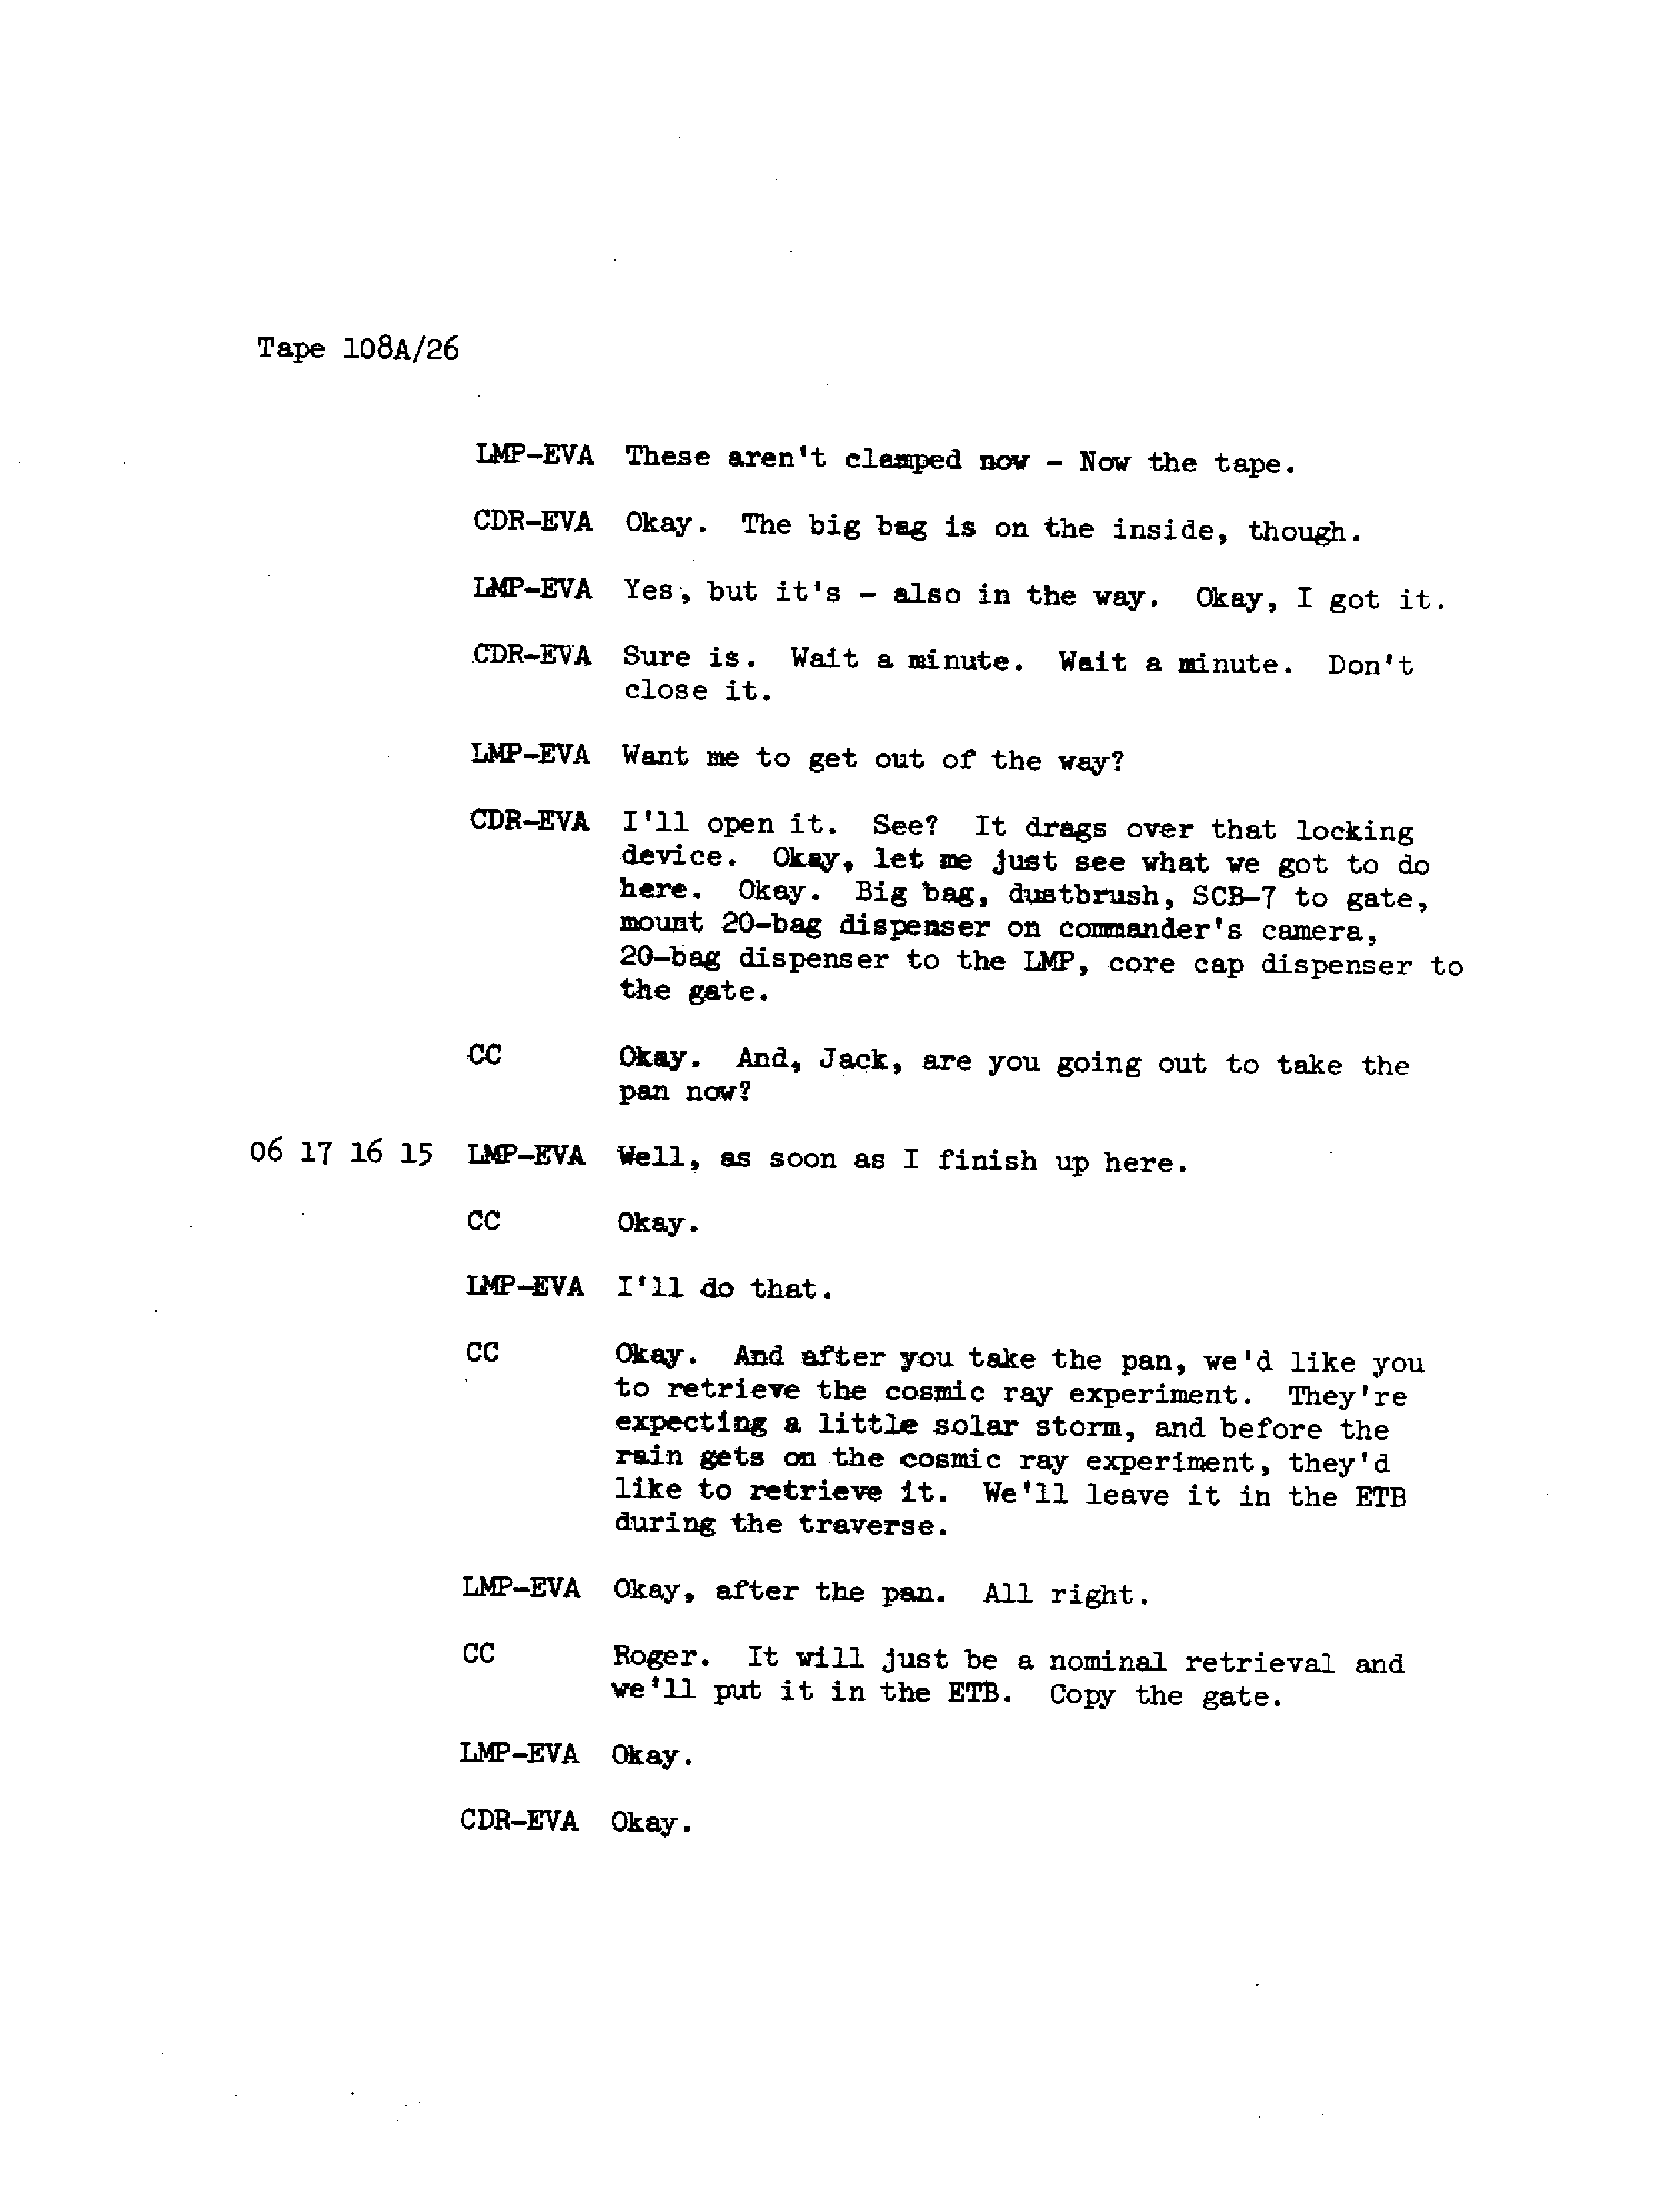 Tape 108A/26
LMP-EVA These aren't clamped now - Now the tape.
CDR-EVA Okay. The big bag is on the inside, though.
LMP-EVA Yes, but it's - also in the way. Okay, I got it.
CDR-EVA Sure is. Wait a minute. Wait a minute. Don't
close it.
LMP-EVA Want me to get out of the way?
CDR-EVA I'll open it. See? It drags over that locking
device. Okay, let me just see what we got to do
here. Okay. Big bag, dustbrush, SCB-7 to gate,
mount 20-bag dispenser on commander's camera,
20-bag dispenser to the LMP, core cap dispenser to
the gate.
CC Okay. And, Jack, are you going out to take the
pan now?
06 17 16 15 LMP-EVA Well, as soon as I finish up here.
CC Okay.
LMP-EVA I'll do that.
CC Okay. And after you take the pan, we'd like you
to retrieve the cosmic ray experiment. They're
expecting a little solar storm, and before the
rain gets on the cosmic ray experiment, they'd
like to retrieve it. We'll leave it in the ETB
during the traverse.
LMP-EVA Okay, after the pan. All right.
CC Roger. It will just be a nominal retrieval and
we'll put it in the ETB. Copy the gate.
LMP-EVA Okay.
CDR-EVA Okay.